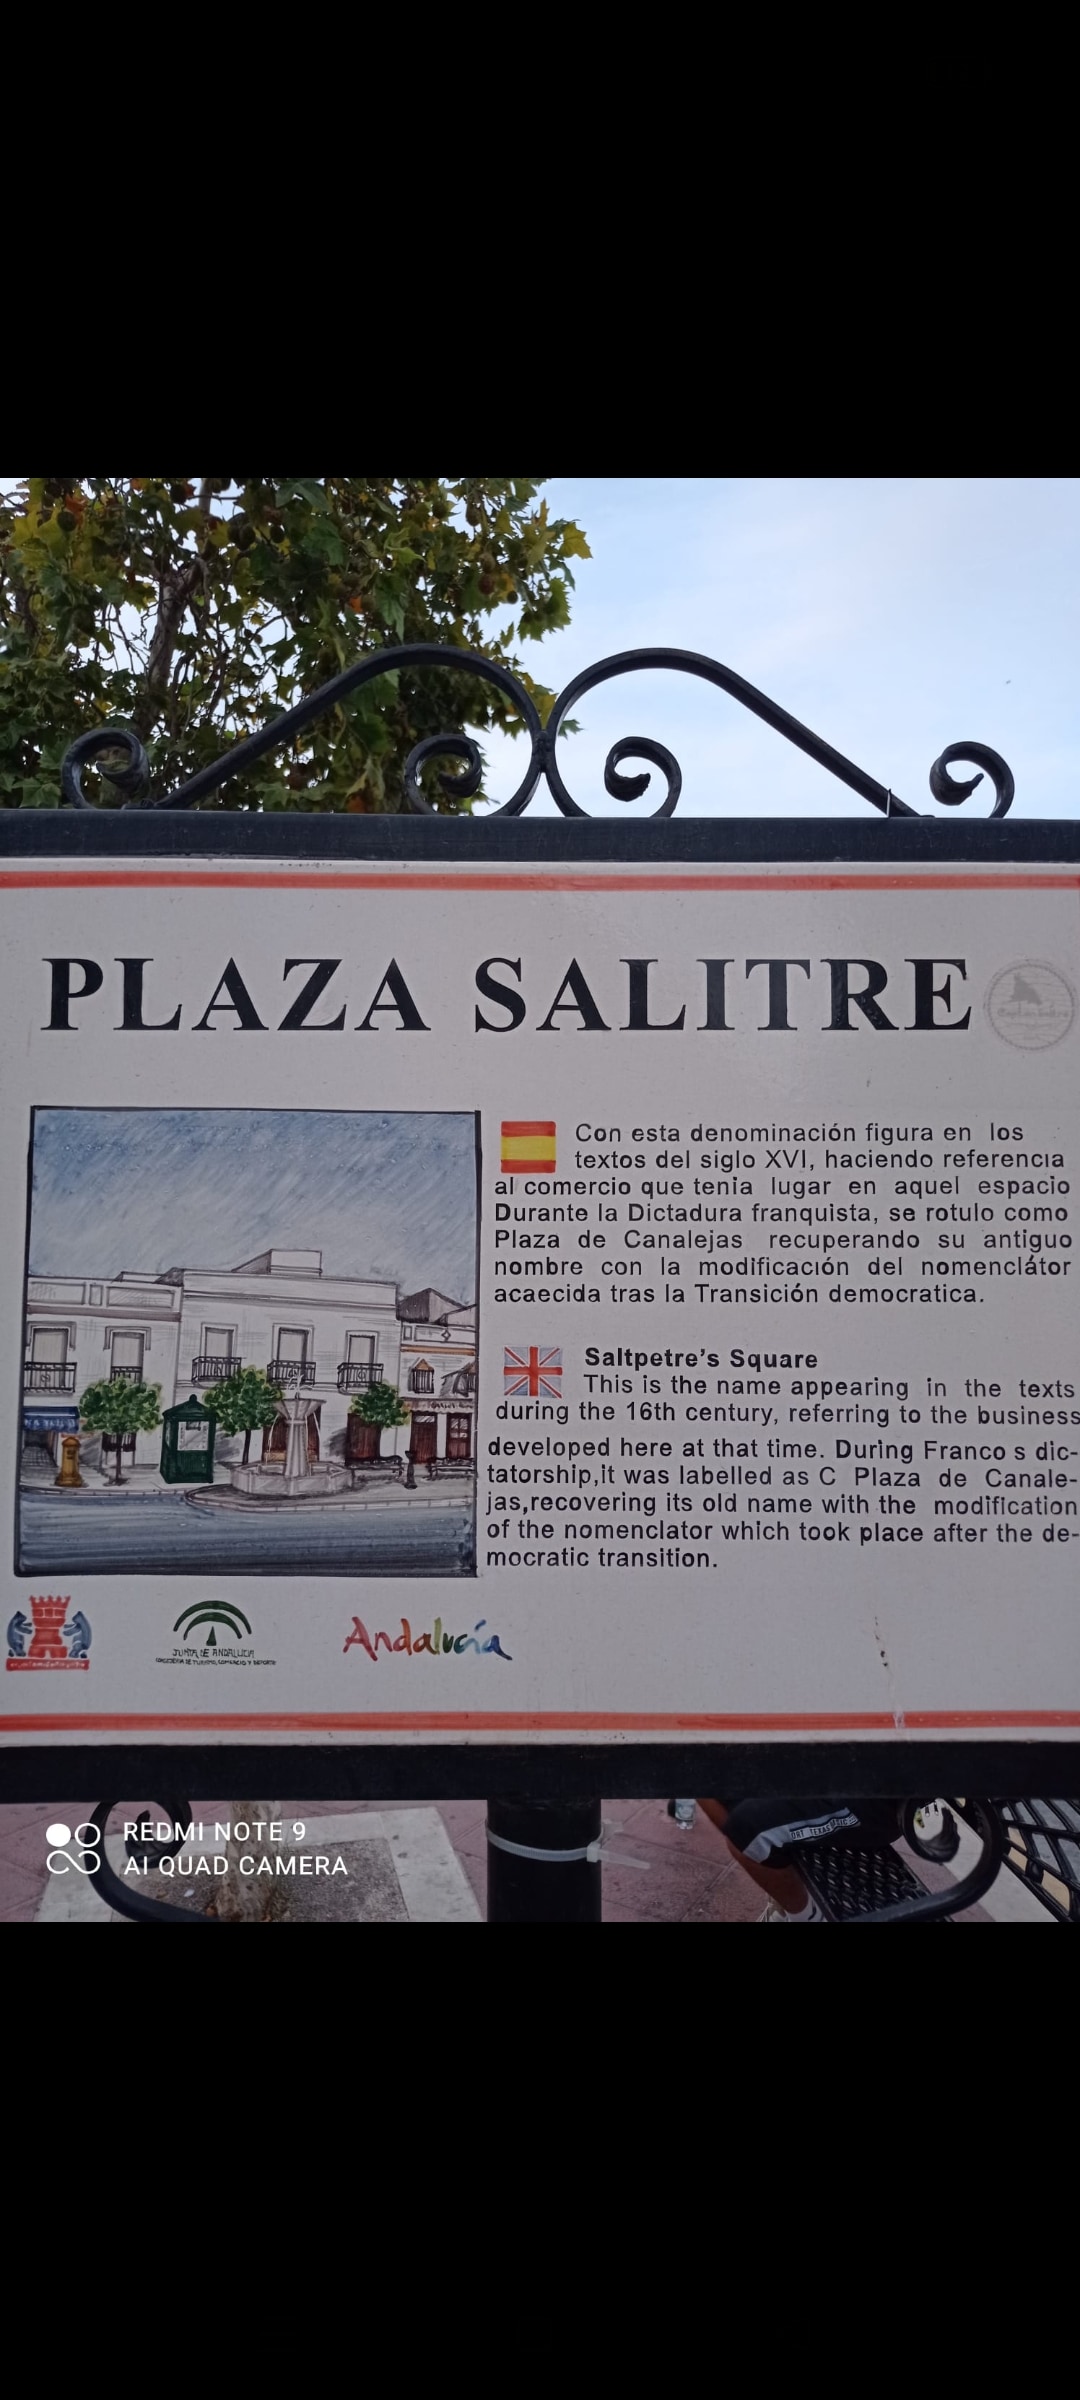 PLAZA SALITRE
Con esta denominación figura en los
textos del siglo XVI, haciendo referencia
al comercio que tenia lugar en aquel espacio
Durante la Dictadura franquista, se rotulo como
Plaza de Canalejas recuperando su antiguo
nombre con la modificación del nomenclátor
acaecida tras la Transición democratica.
Saltpetre's Square
This is the name appearing in the texts
during the 16th century, referring to the business
developed here at that time. During Franco s dic-
tatorship,it was labelled as C Plaza de Canale-
jas,recovering its old name with the modification
of the nomenclator which took place after the de-
mocratic transition.
JUNTA DE ANDALUCIA
CONSEJERIA DE TURISMO, COMERCIO Y DEPORTE
Andalucía
REDMI NOTE 9
AI QUAD CAMERA